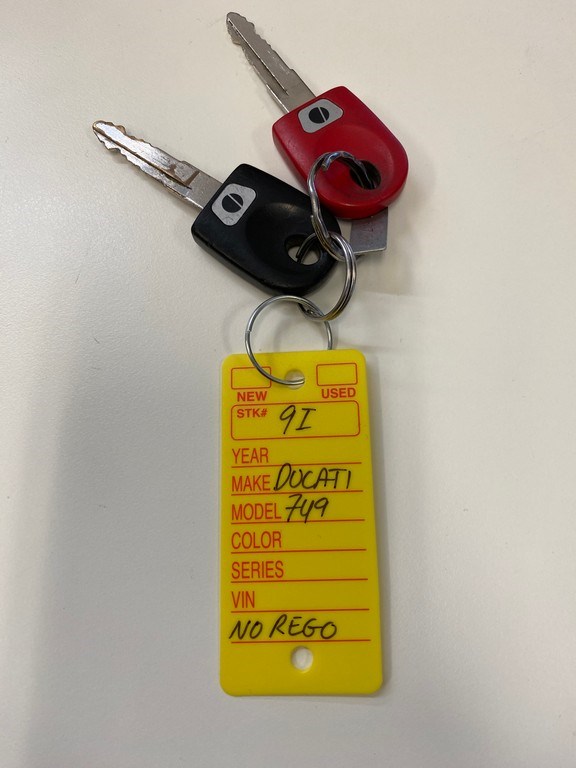 NEW USED
STK# 9I
YEAR
MAKE DUCATI
MODEL 749
COLOR
SERIES
VIN
NO REGO